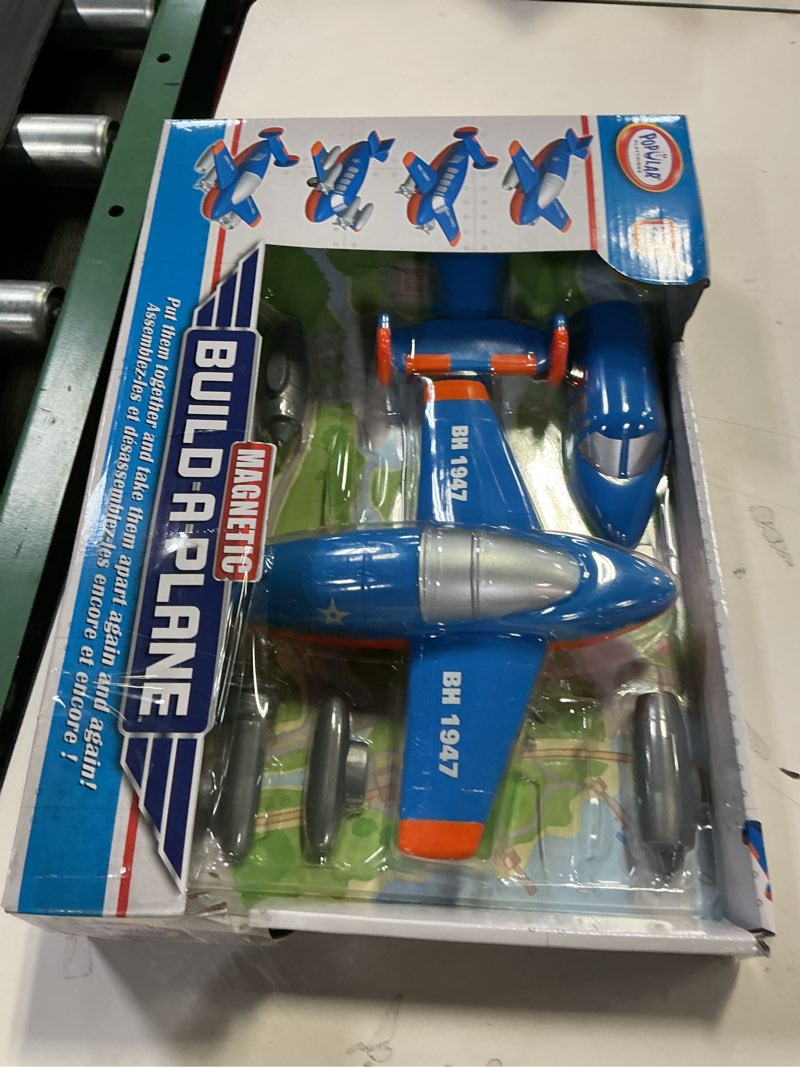 POPULAR
PLAYTHINGS
MAGNETIC
BUILD-A-PLANE
Put them together and take them apart again and again!
Assemblez-les et désassemblez-les encore et encore !
BH 1947
BH 1947